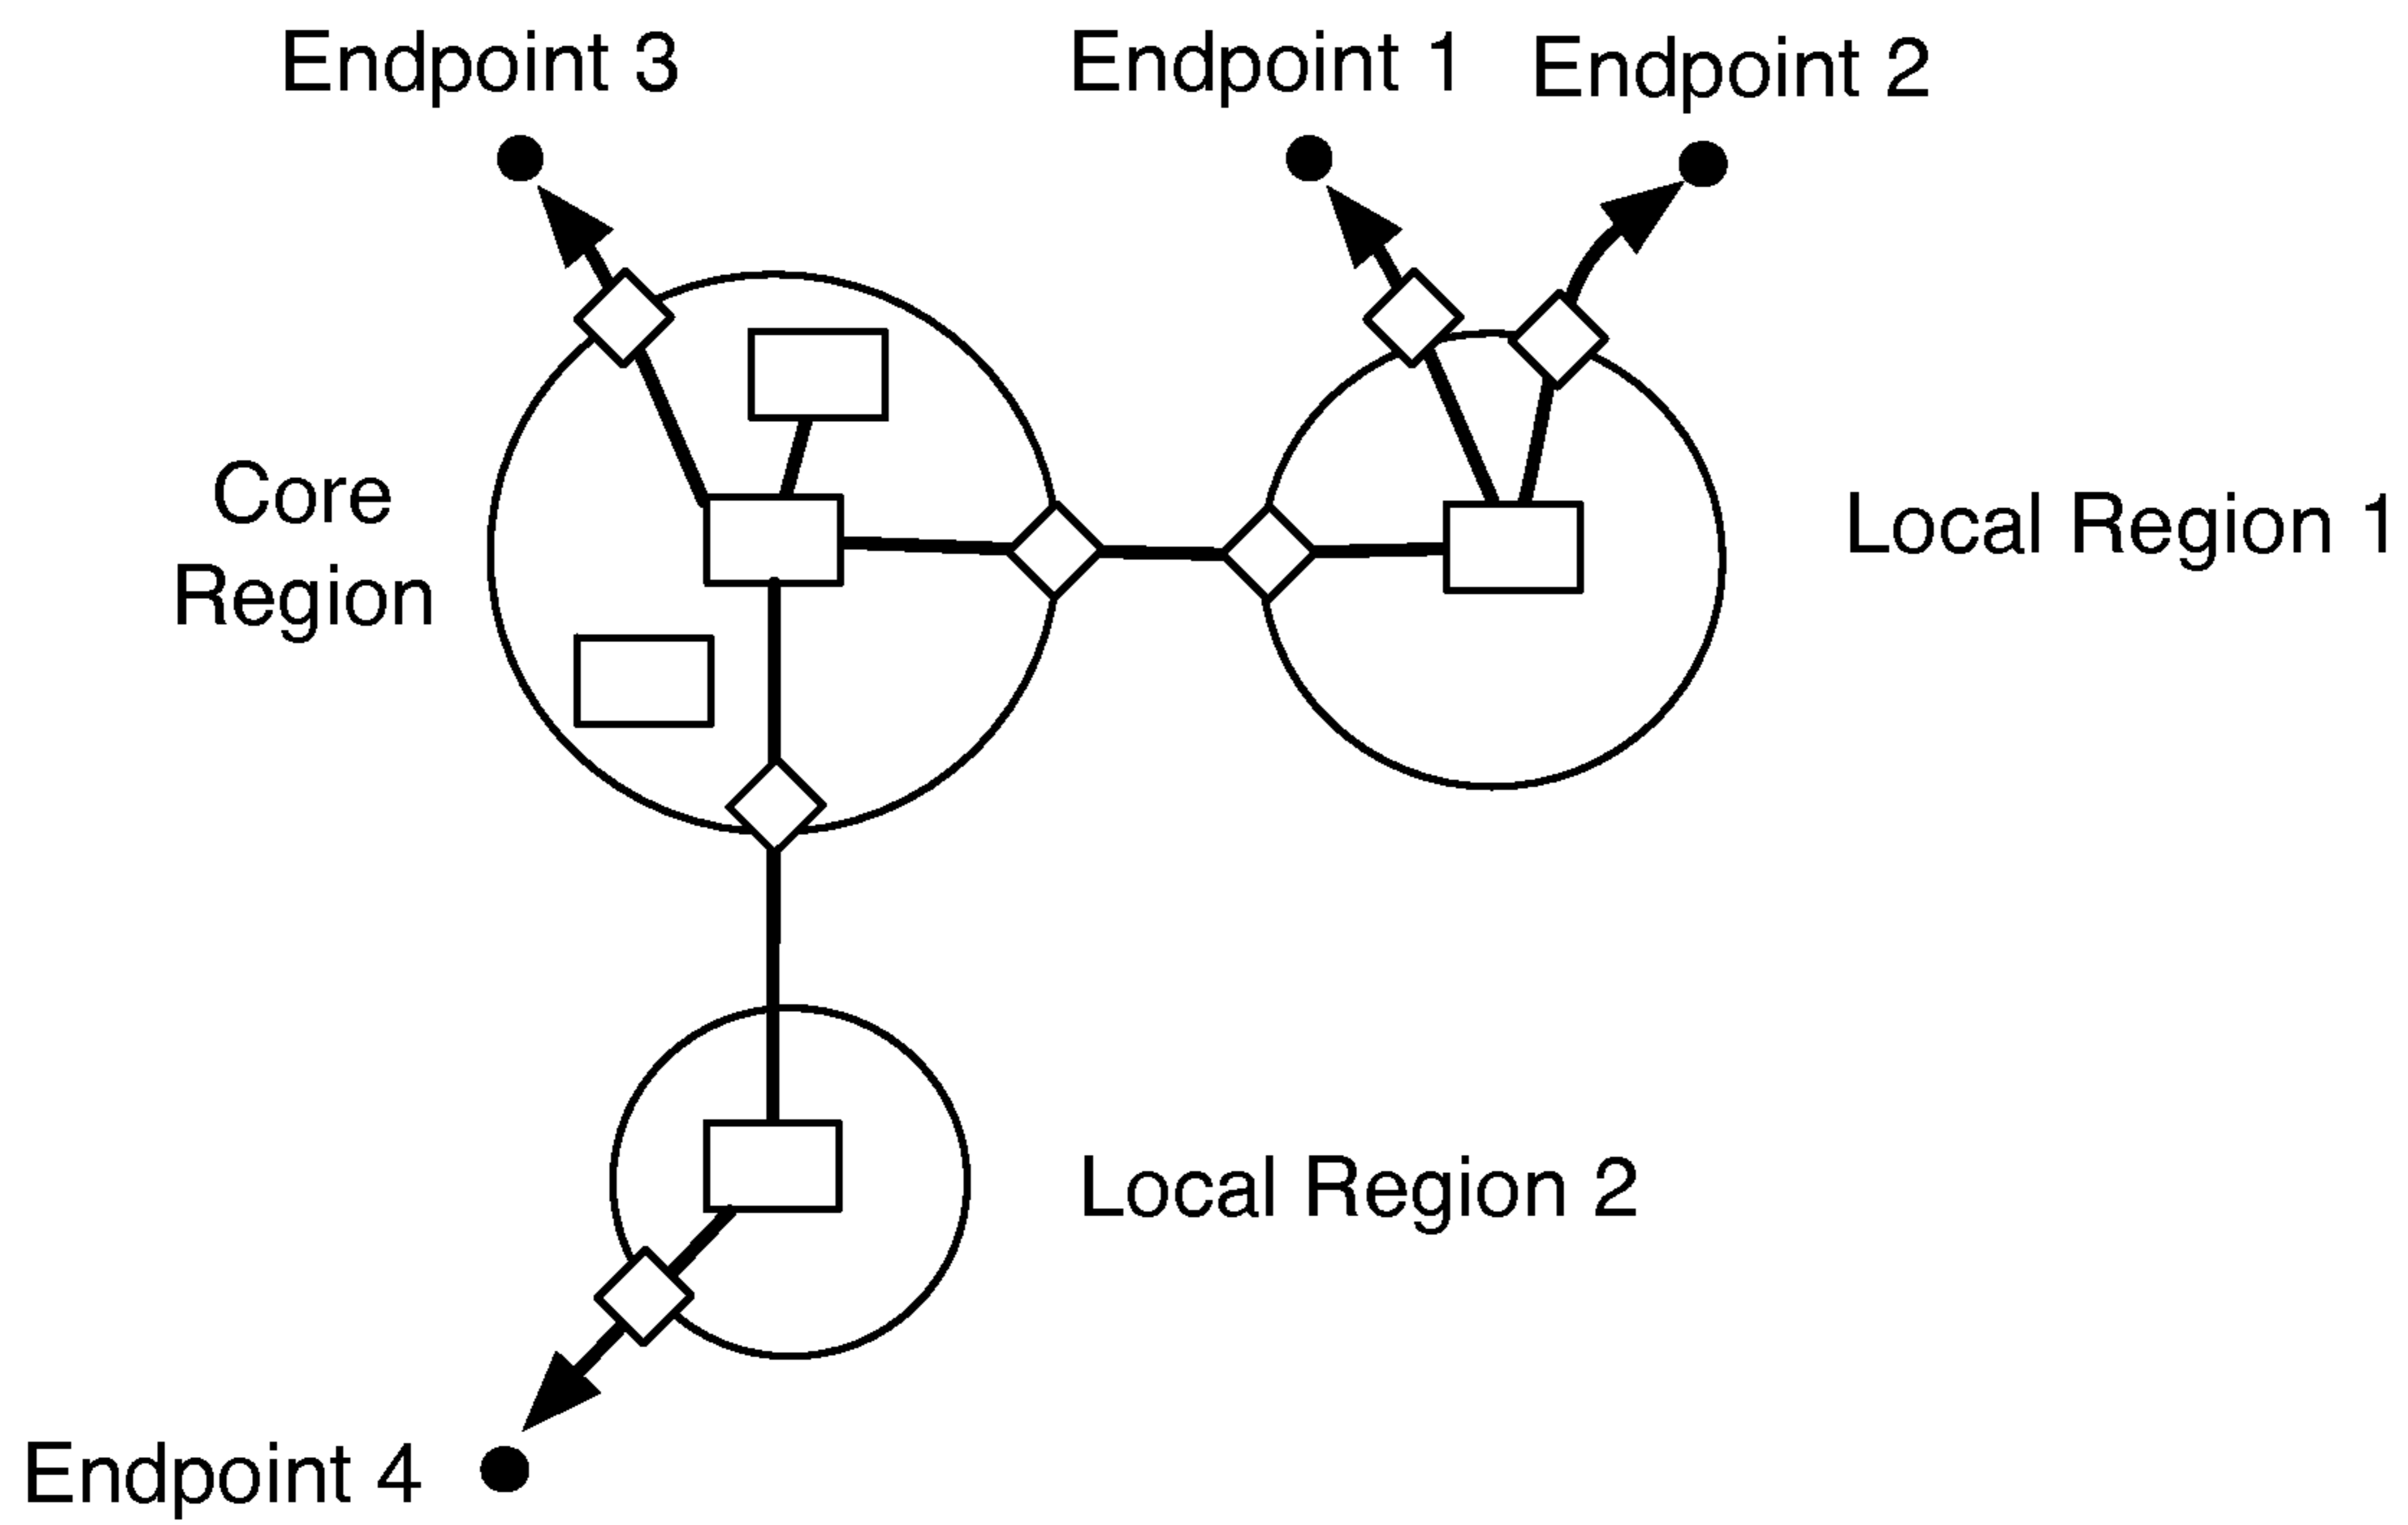 Endpoint 3
Endpoint 1
Endpoint 2
Core
Region
Local Region 1
Local Region 2
Endpoint 4